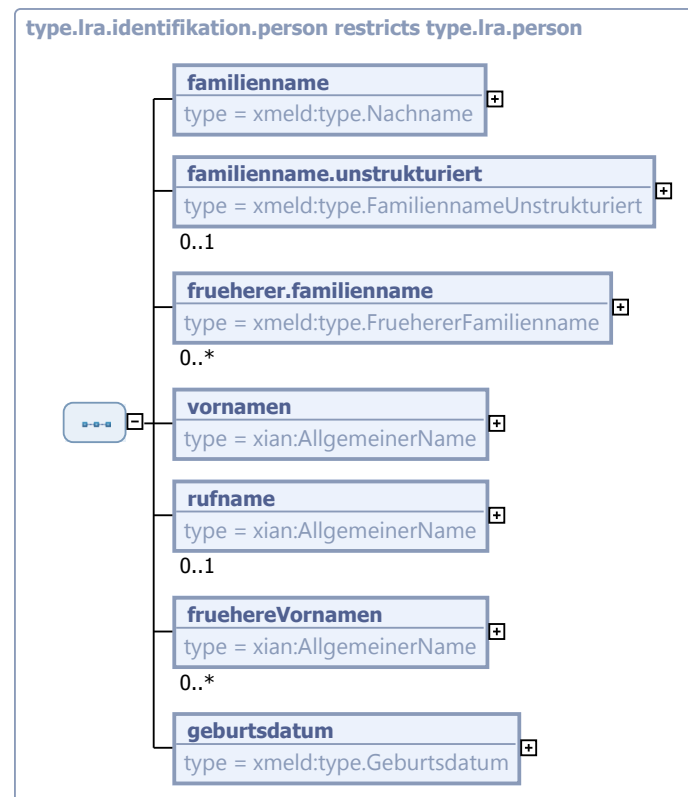 type.lra.identifikation.person restricts type.lra.person
familienname
type = xmeld:type.Nachname
familienname.unstrukturiert
type = xmeld:type.FamiliennameUnstrukturiert
0..1
frueherer.familienname
type = xmeld:type.FruehererFamilienname
0..*
vornamen
type = xian:AllgemeinerName
rufname
type = xian:AllgemeinerName
0..1
fruehereVornamen
type = xian:AllgemeinerName
0..*
geburtsdatum
type = xmeld:type.Geburtsdatum